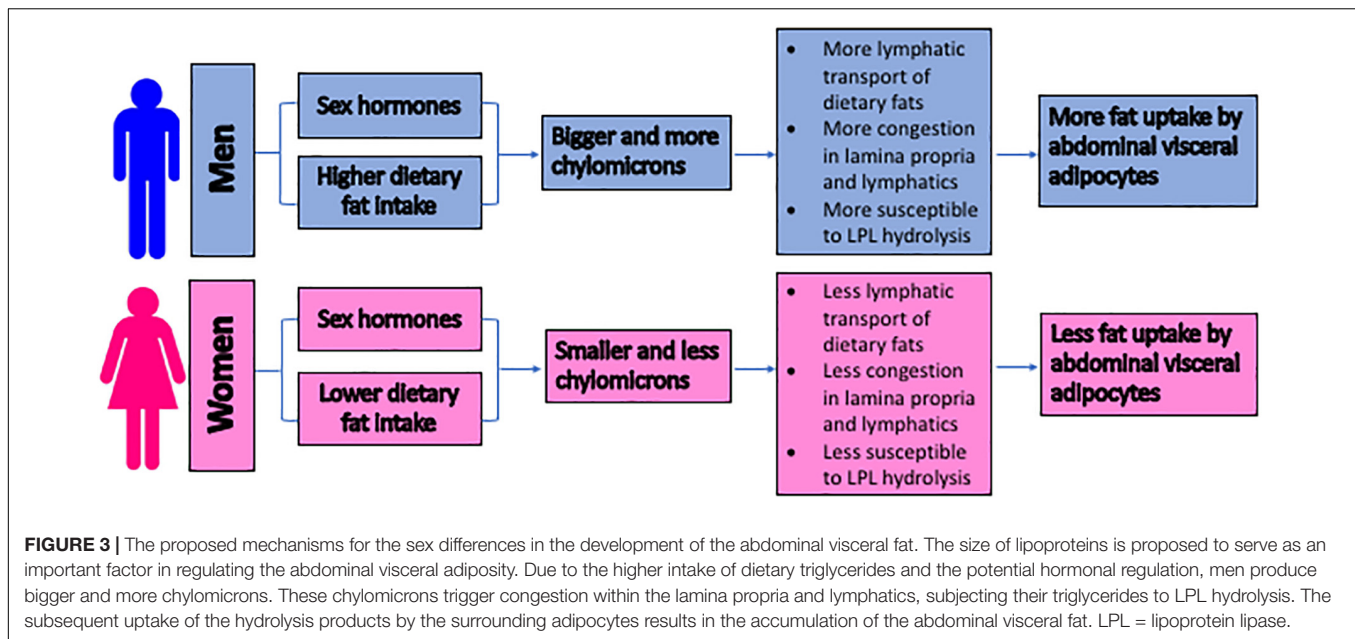 Men
Sex hormones
Higher dietary
fat intake
Bigger and more
chylomicrons
• More lymphatic
transport of
dietary fats
• More congestion
in lamina propria
and lymphatics
• More susceptible
to LPL hydrolysis
More fat uptake by
abdominal visceral
adipocytes
Women
Sex hormones
Lower dietary
fat intake
Smaller and less
chylomicrons
• Less lymphatic
transport of
dietary fats
• Less congestion
in lamina propria
and lymphatics
• Less susceptible
to LPL hydrolysis
Less fat uptake by
abdominal visceral
adipocytes
FIGURE 3 | The proposed mechanisms for the sex differences in the development of the abdominal visceral fat. The size of lipoproteins is proposed to serve as an
important factor in regulating the abdominal visceral adiposity. Due to the higher intake of dietary triglycerides and the potential hormonal regulation, men produce
bigger and more chylomicrons. These chylomicrons trigger congestion within the lamina propria and lymphatics, subjecting their triglycerides to LPL hydrolysis. The
subsequent uptake of the hydrolysis products by the surrounding adipocytes results in the accumulation of the abdominal visceral fat. LPL = lipoprotein lipase.